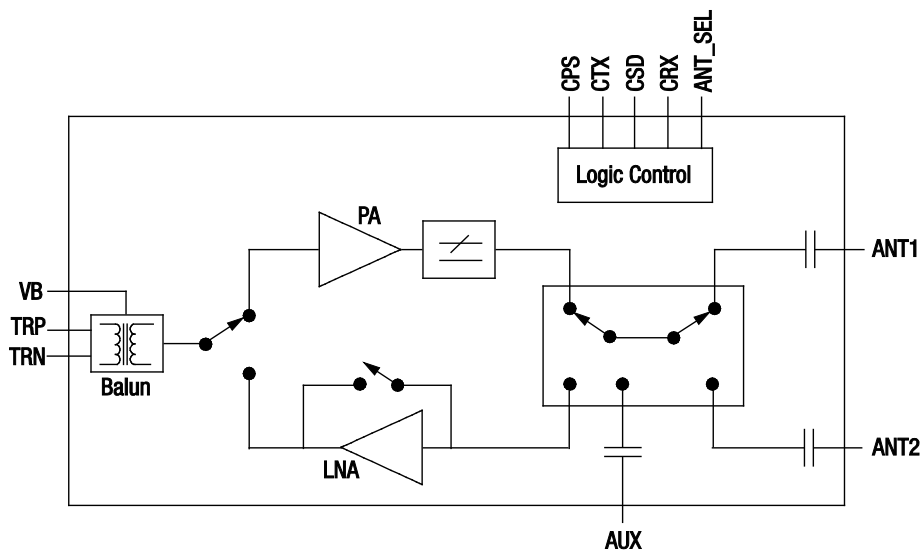 CPS
CTX
CSD
CRX
ANT_SEL
Logic Control
PA
ANT1
VB
TRP
TRN
Balun
LNA
ANT2
AUX